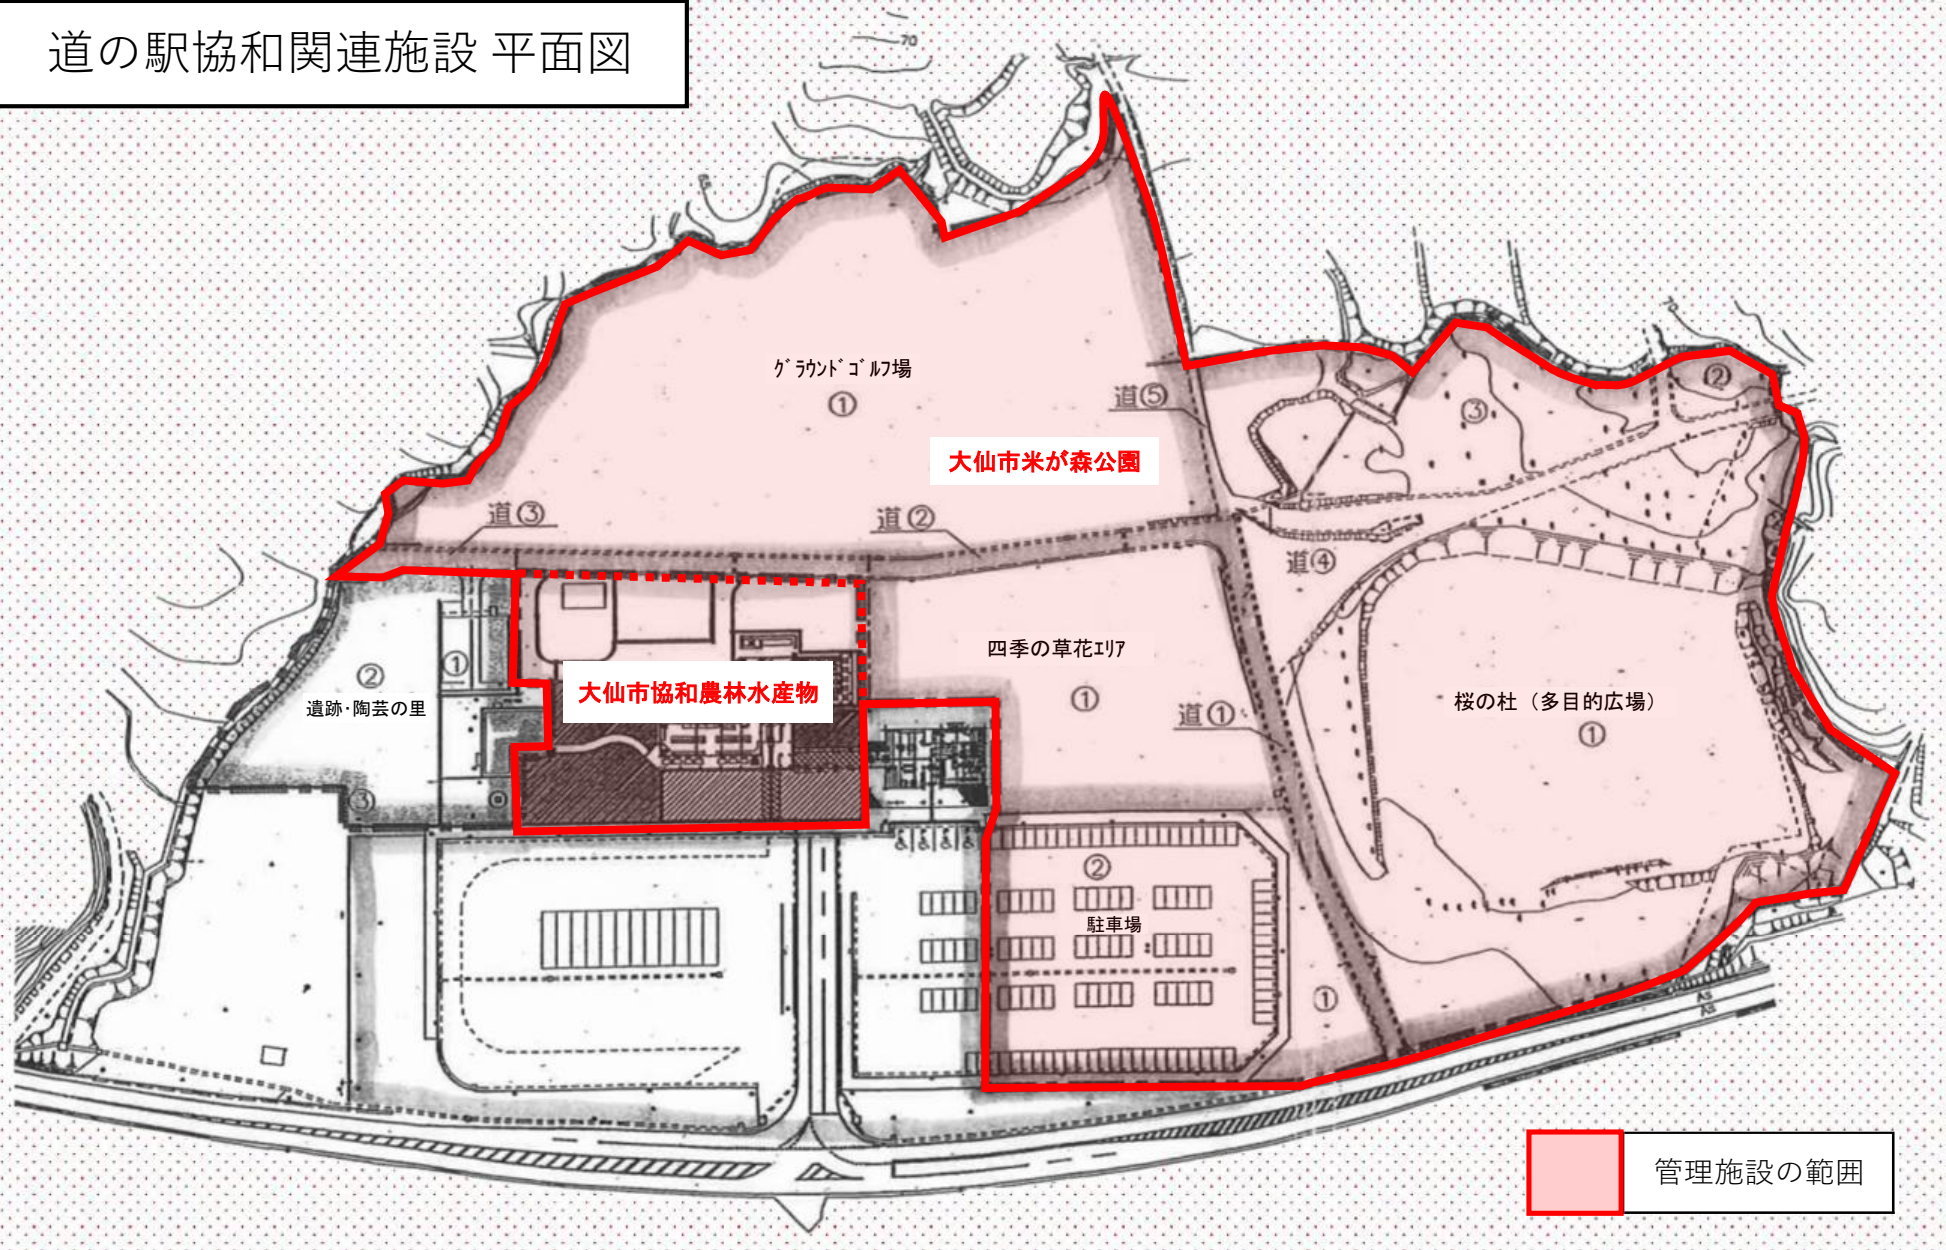 道の駅協和関連施設 平面図
70
65
グラウンドゴルフ場
①
道⑤
②
③
70
大仙市米が森公園
道③
道②
道④
②
①
遺跡・陶芸の里
大仙市協和農林水産物
四季の草花エリア
①
道①
桜の杜（多目的広場）
①
③
②
駐車場
①
AS
AS
管理施設の範囲